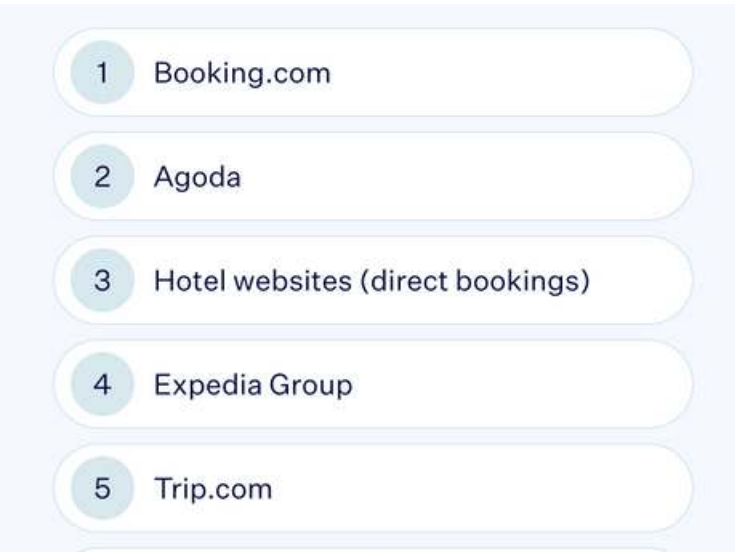 1 Booking.com
2 Agoda
3 Hotel websites (direct bookings)
4 Expedia Group
5 Trip.com